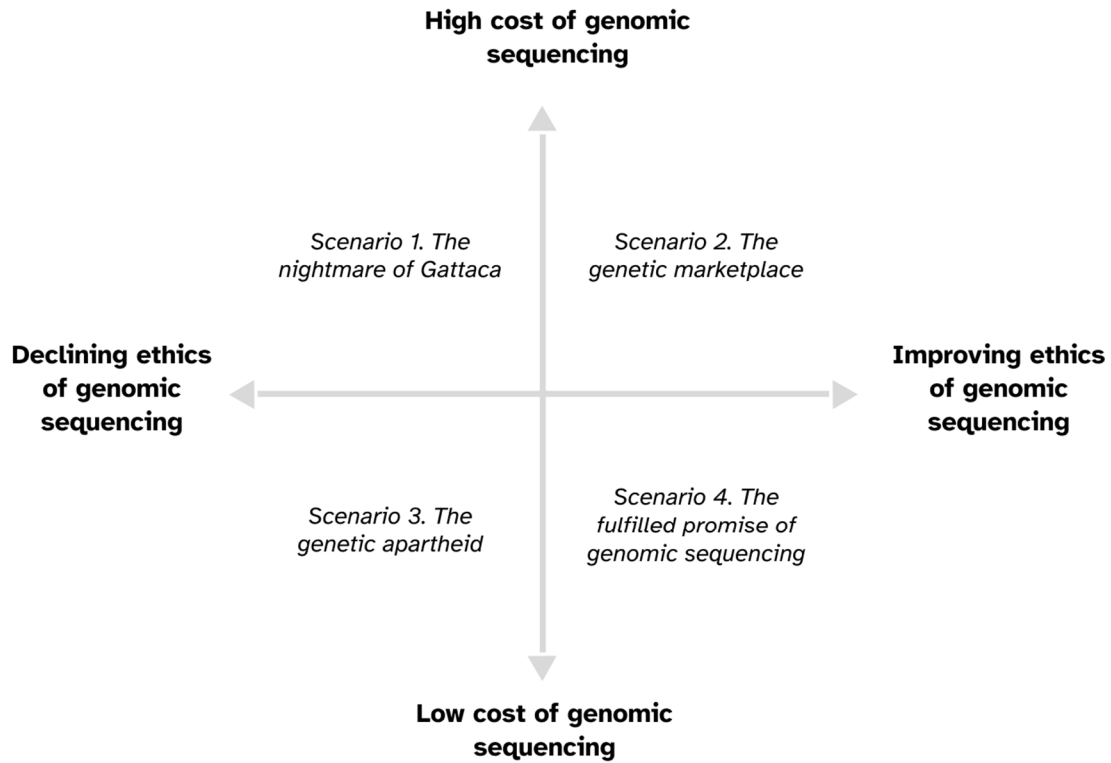 High cost of genomic
sequencing
Scenario 1. The
nightmare of Gattaca
Scenario 2. The
genetic marketplace
Declining ethics
of genomic
sequencing
Improving ethics
of genomic
sequencing
Scenario 3. The
genetic apartheid
Scenario 4. The
fulfilled promise of
genomic sequencing
Low cost of genomic
sequencing